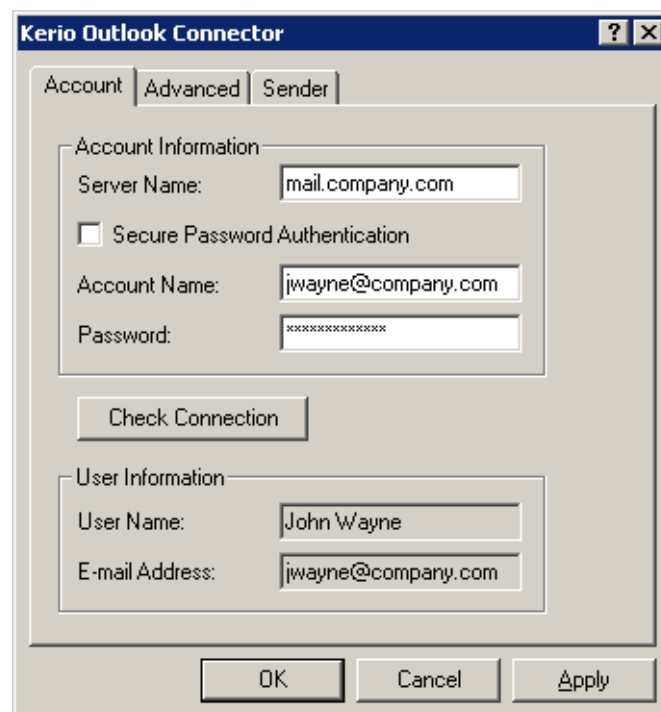 Kerio Outlook Connector
Account Advanced Sender
Account Information
Server Name: mail.company.com
Secure Password Authentication
Account Name: jwayne@company.com
Password: *************
Check Connection
User Information
User Name: John Wayne
E-mail Address: jwayne@company.com
OK Cancel Apply